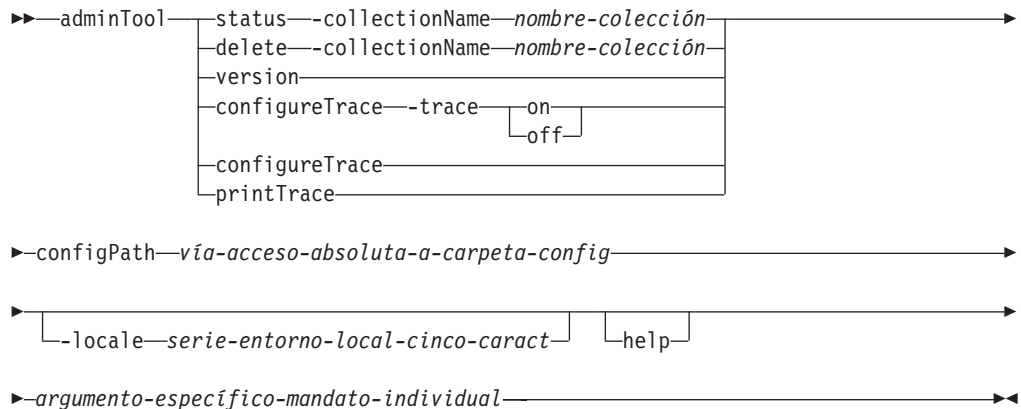 adminTool status -collectionName nombre-colección
delete -collectionName nombre-colección
version
configureTrace -trace on
off
configureTrace
printTrace
configPath vía-acceso-absoluta-a-carpeta-config
-locale serie-entorno-local-cinco-caract help
argumento-específico-mandato-individual